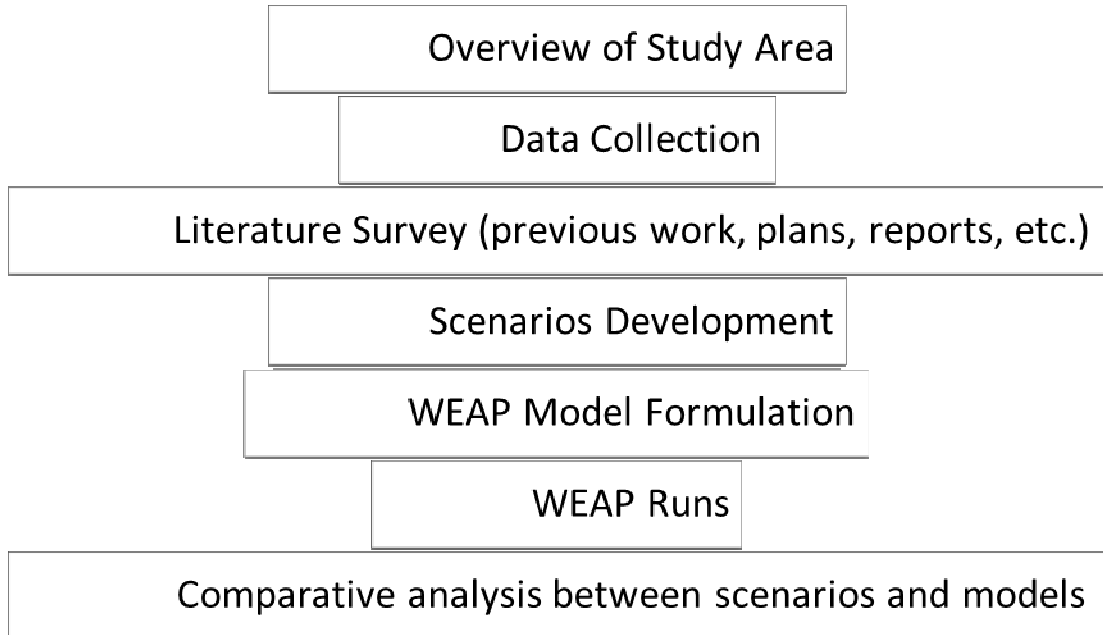 Overview of Study Area
Data Collection
Literature Survey (previous work, plans, reports, etc.)
Scenarios Development
WEAP Model Formulation
WEAP Runs
Comparative analysis between scenarios and models